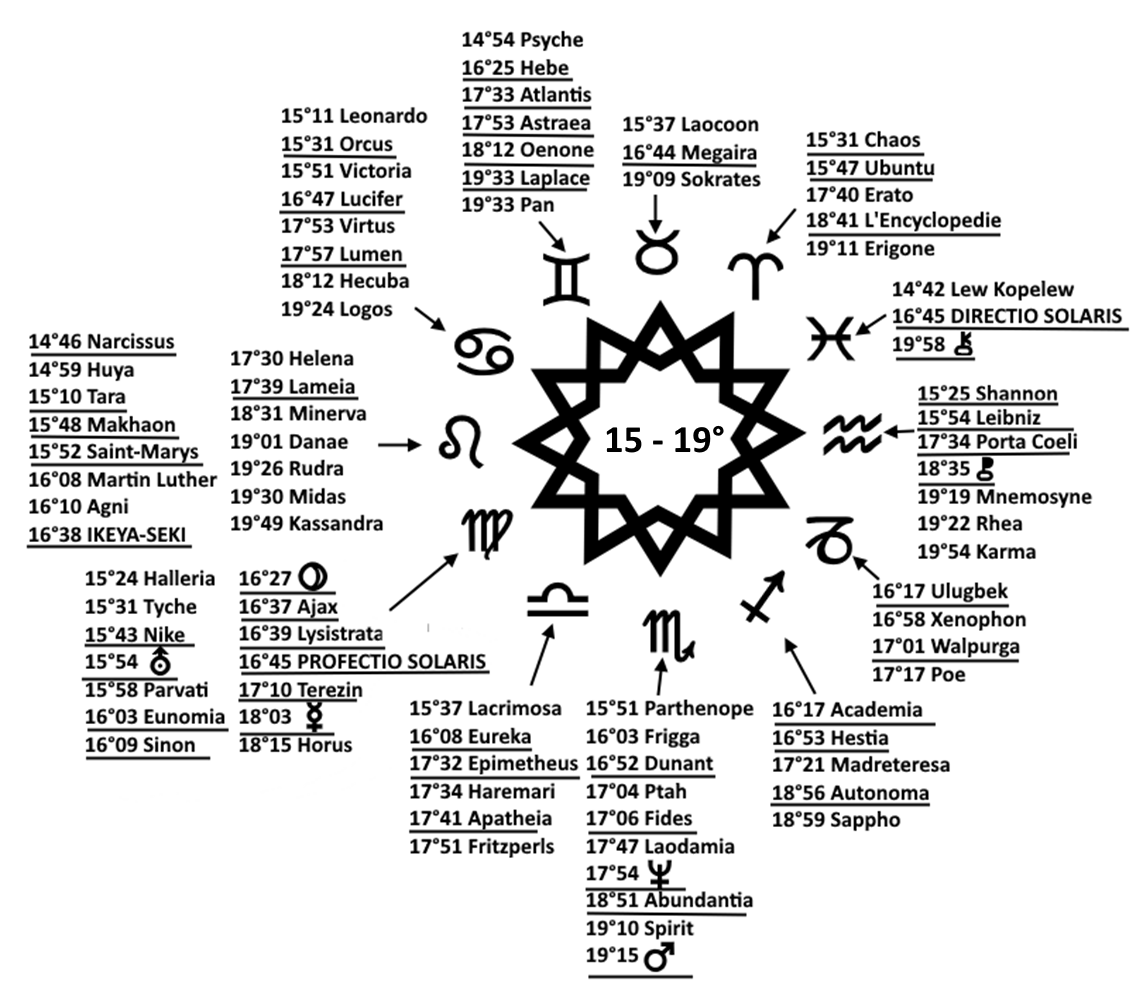 14°54 Psyche
16°25 Hebe
17°33 Atlantis
17°53 Astraea
18°12 Oenone
19°33 Laplace
19°33 Pan
15°37 Laocoon
16°44 Megaira
19°09 Sokrates
15°31 Chaos
15°47 Ubuntu
17°40 Erato
18°41 L'Encyclopedie
19°11 Erigone
15°11 Leonardo
15°31 Orcus
15°51 Victoria
16°47 Lucifer
17°53 Virtus
17°57 Lumen
18°12 Hecuba
19°24 Logos
14°42 Lew Kopelew
16°45 DIRECTIO SOLARIS
19°58 ⚷
14°46 Narcissus
14°59 Huya
15°10 Tara
15°48 Makhaon
15°52 Saint-Marys
16°08 Martin Luther
16°10 Agni
16°38 IKEYA-SEKI
17°30 Helena
17°39 Lameia
18°31 Minerva
19°01 Danae
19°26 Rudra
19°30 Midas
19°49 Kassandra
15 - 19°
15°25 Shannon
15°54 Leibniz
17°34 Porta Coeli
18°35
19°19 Mnemosyne
19°22 Rhea
19°54 Karma
15°24 Halleria
15°31 Tyche
15°43 Nike
15°54 ⛢
15°58 Parvati
16°03 Eunomia
16°09 Sinon
16°27
16°37 Ajax
16°39 Lysistrata
16°45 PROFECTIO SOLARIS
17°10 Terezin
18°03 ☿
18°15 Horus
16°17 Ulugbek
16°58 Xenophon
17°01 Walpurga
17°17 Poe
15°37 Lacrimosa
16°08 Eureka
17°32 Epimetheus
17°34 Haremari
17°41 Apatheia
17°51 Fritzperls
15°51 Parthenope
16°03 Frigga
16°52 Dunant
17°04 Ptah
17°06 Fides
17°47 Laodamia
17°54 ♆
18°51 Abundantia
19°10 Spirit
19°15 ♂
16°17 Academia
16°53 Hestia
17°21 Madreteresa
18°56 Autonoma
18°59 Sappho